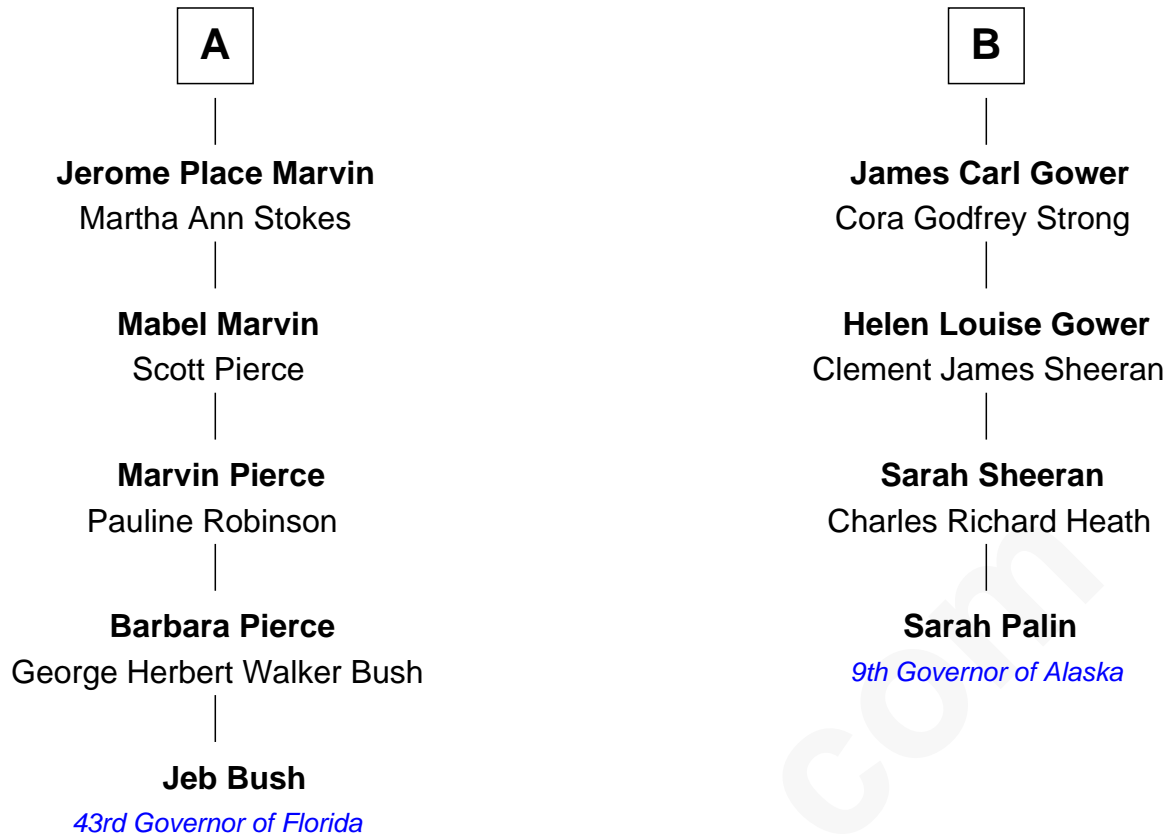 A
Jerome Place Marvin
Martha Ann Stokes
Mabel Marvin
Scott Pierce
Marvin Pierce
Pauline Robinson
Barbara Pierce
George Herbert Walker Bush
Jeb Bush
43rd Governor of Florida
B
James Carl Gower
Cora Godfrey Strong
Helen Louise Gower
Clement James Sheeran
Sarah Sheeran
Charles Richard Heath
Sarah Palin
9th Governor of Alaska
com